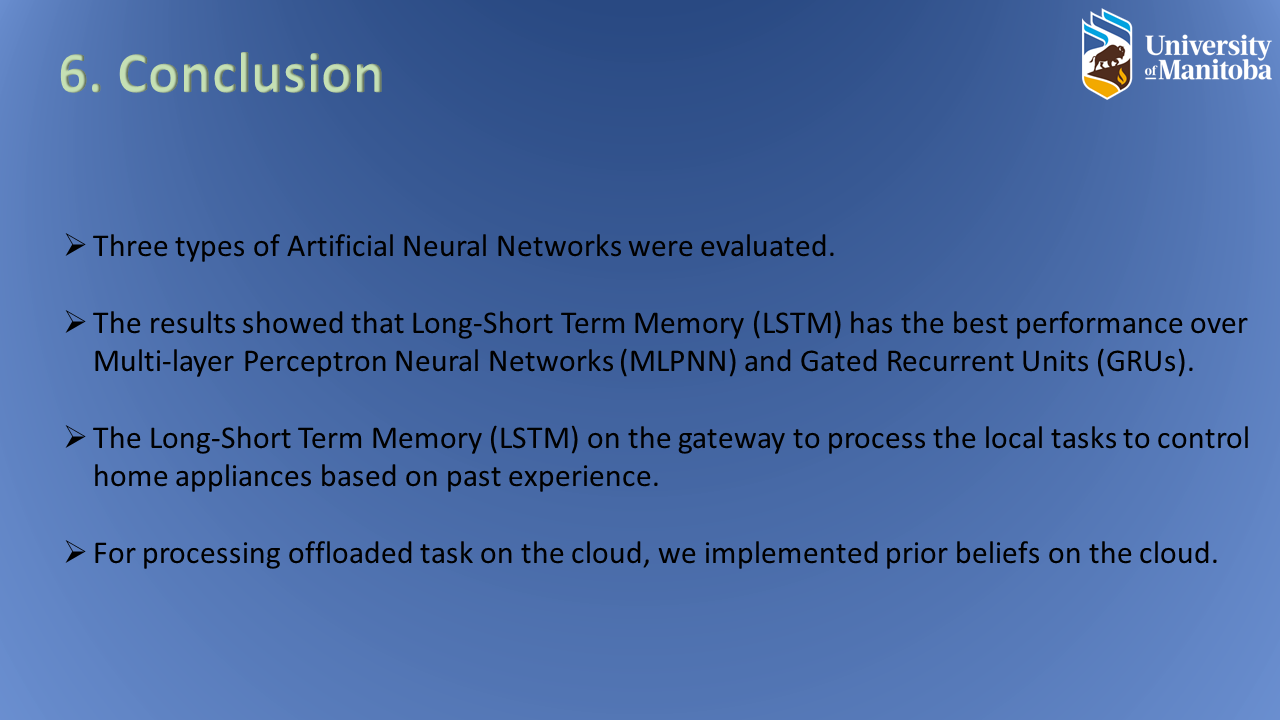 6. Conclusion
University
of Manitoba
➢ Three types of Artificial Neural Networks were evaluated.
➢ The results showed that Long-Short Term Memory (LSTM) has the best performance over
Multi-layer Perceptron Neural Networks (MLPNN) and Gated Recurrent Units (GRUs).
➢ The Long-Short Term Memory (LSTM) on the gateway to process the local tasks to control
home appliances based on past experience.
➢ For processing offloaded task on the cloud, we implemented prior beliefs on the cloud.